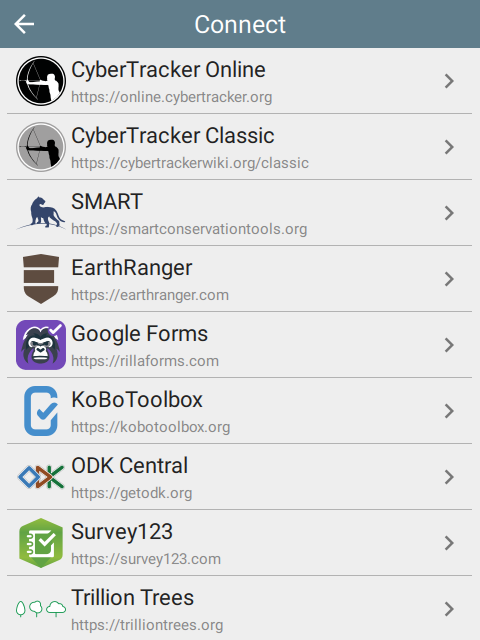 Connect
CyberTracker Online
https://online.cybertracker.org
CyberTracker Classic
https://cybertrackerwiki.org/classic
SMART
https://smartconservationtools.org
EarthRanger
https://earthranger.com
Google Forms
https://rillaforms.com
KoBoToolbox
https://kobotoolbox.org
ODK Central
https://getodk.org
Survey123
https://survey123.com
Trillion Trees
https://trilliontrees.org